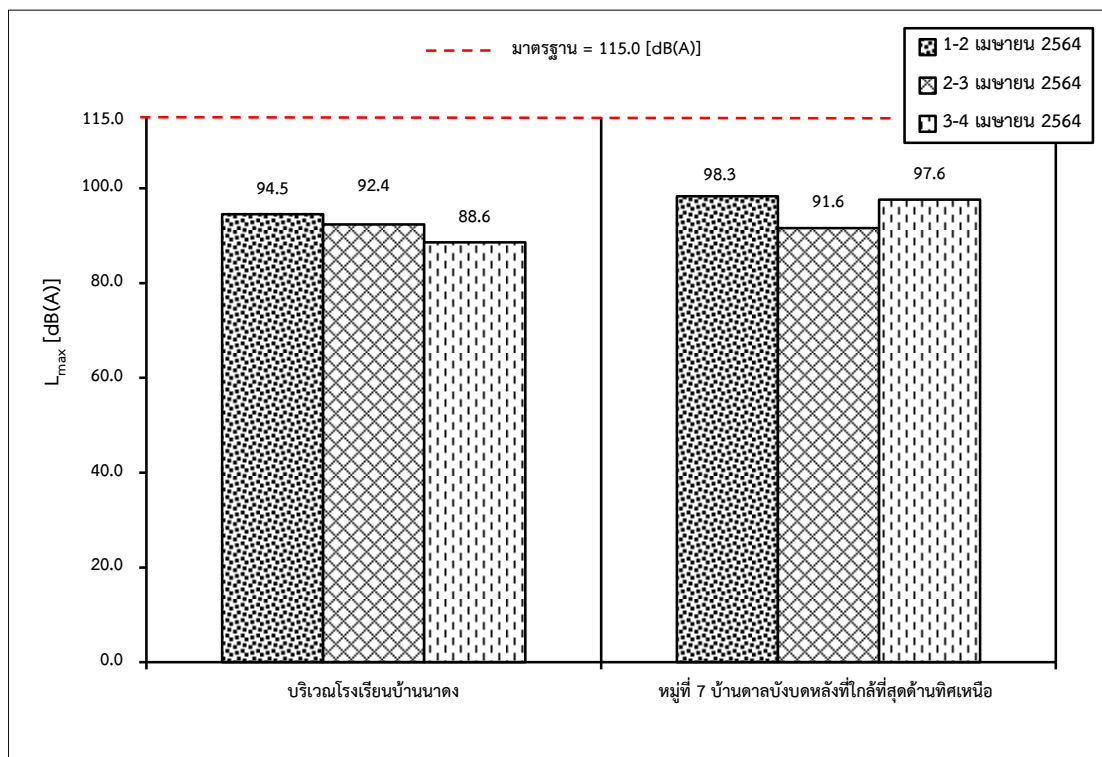 มาตรฐาน = 115.0 [dB(A)]
1-2 เมษายน 2564
2-3 เมษายน 2564
3-4 เมษายน 2564
L max [dB(A)]
115.0
100.0
80.0
60.0
40.0
20.0
0.0
94.5
92.4
88.6
98.3
91.6
97.6
บริเวณโรงเรียนบ้านนาดง
หมู่ที่ 7 บ้านดาลบังบดหลังที่ใกล้ที่สุดด้านทิศเหนือ